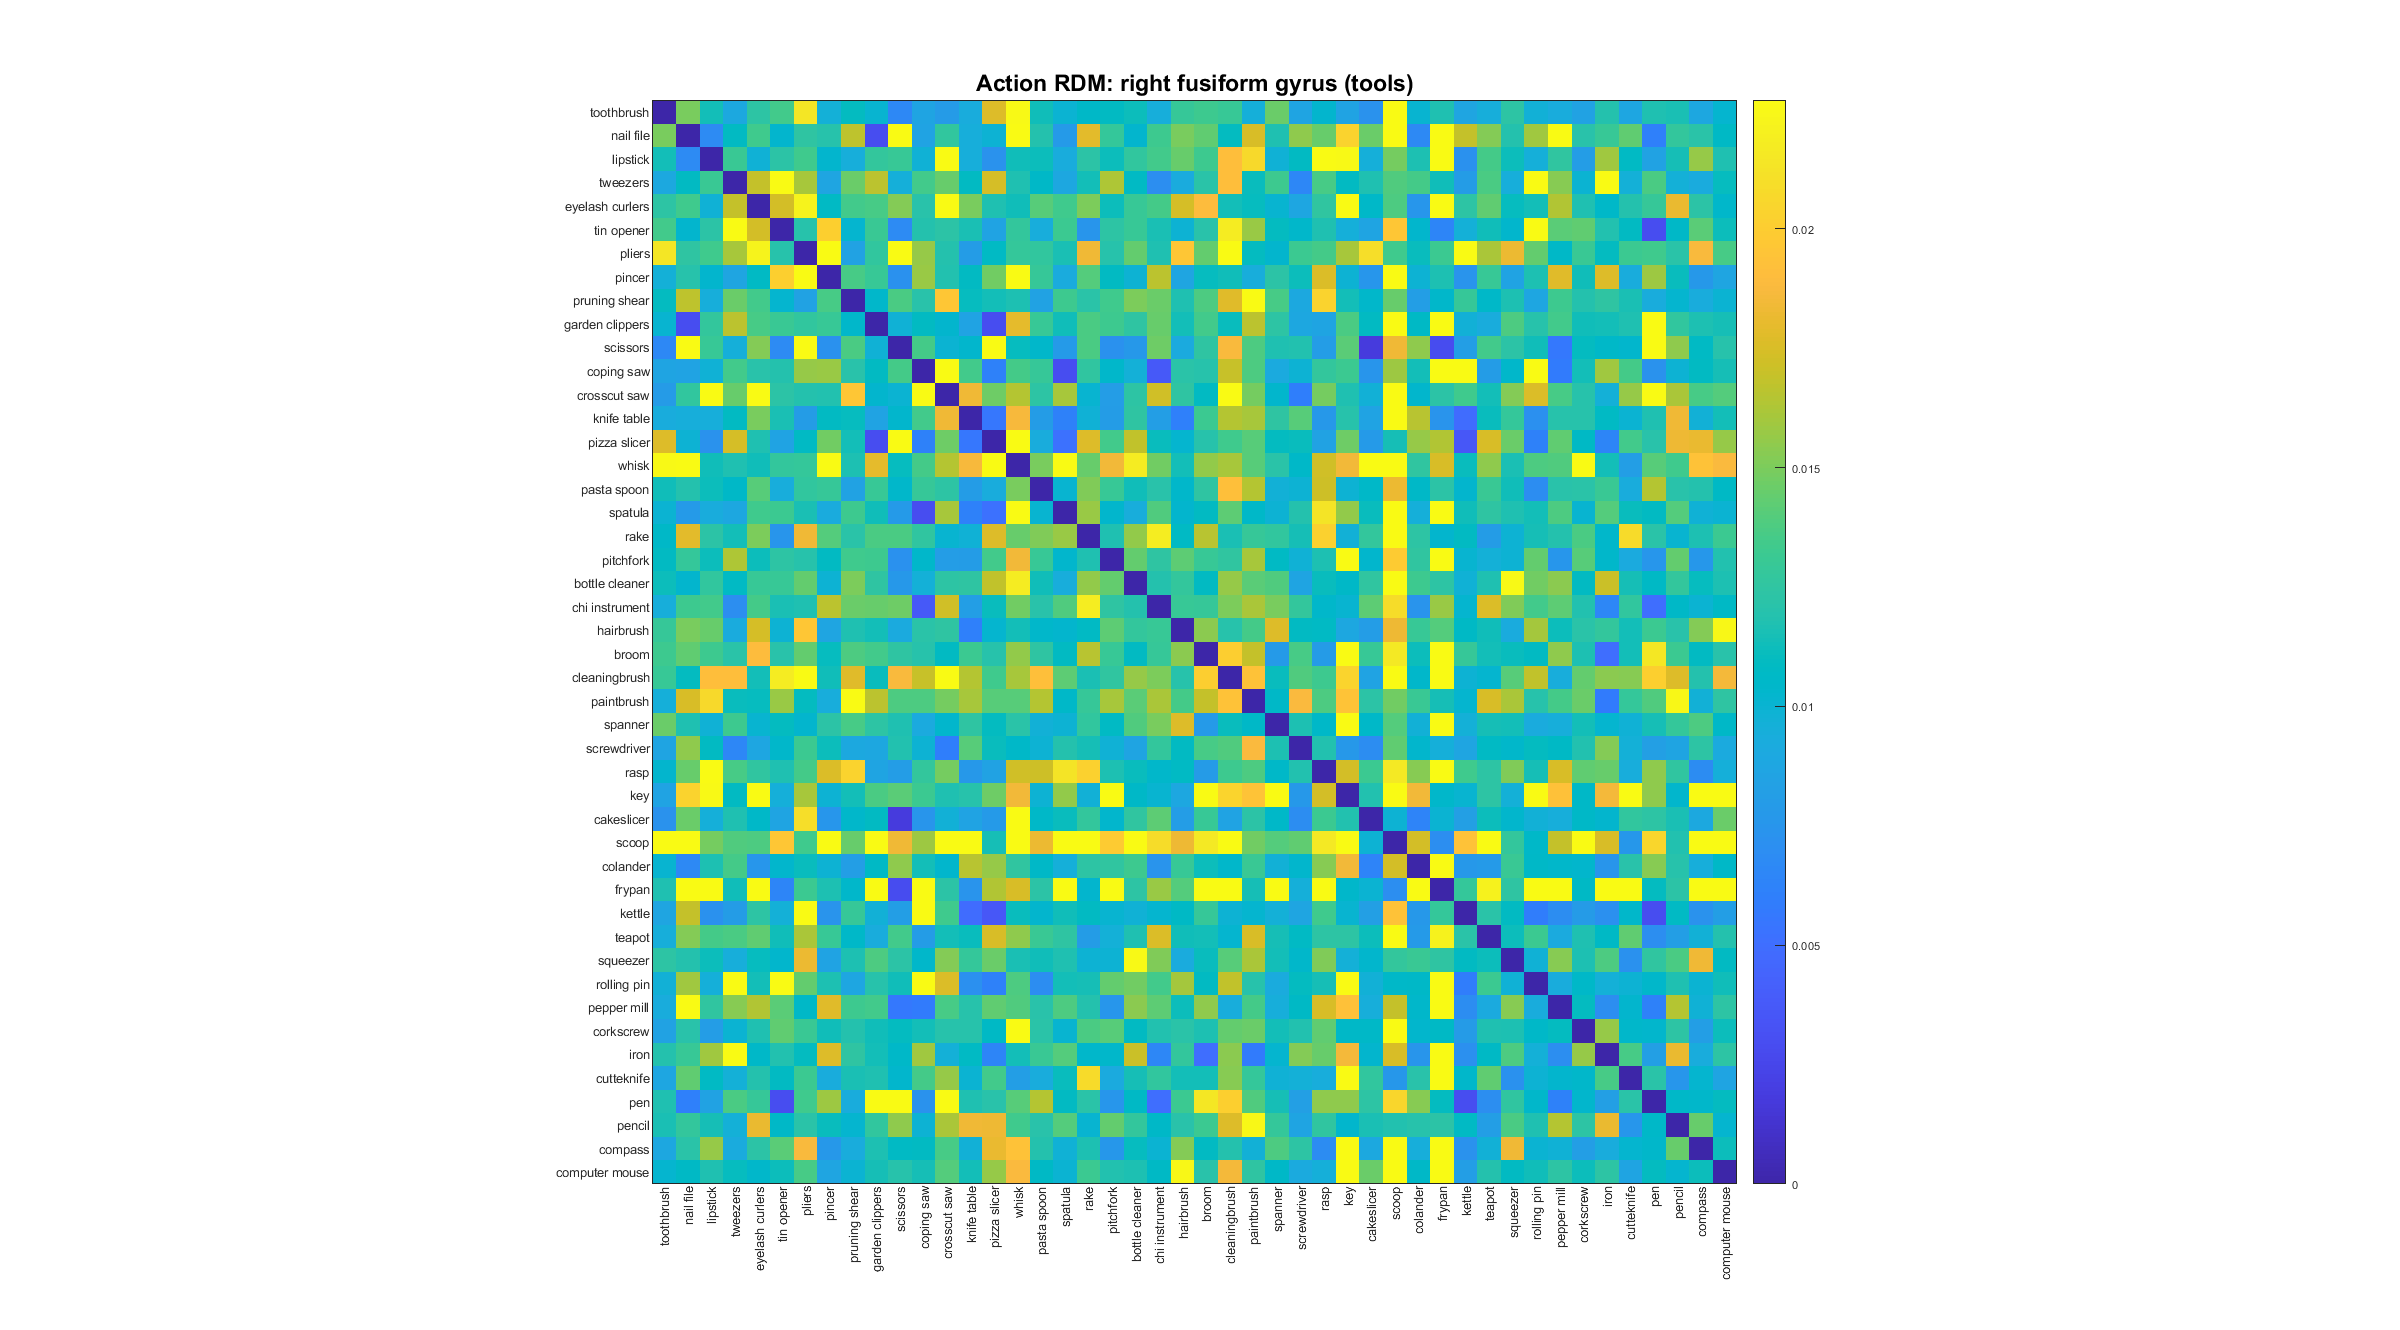 Action RDM: right fusiform gyrus (tools)
toothbrush
nail file
lipstick
tweezers
eyelash curlers
tin opener
pliers
pincer
pruning shear
garden clippers
scissors
coping saw
crosscut saw
knife table
pizza slicer
whisk
pasta spoon
spatula
rake
pitchfork
bottle cleaner
chi instrument
hairbrush
broom
cleaningbrush
paintbrush
spanner
screwdriver
rasp
key
cakeslicer
scoop
colander
frypan
kettle
teapot
squeezer
rolling pin
pepper mill
corkscrew
iron
cutteknife
pen
pencil
compass
computer mouse
toothbrush
nail file
lipstick
tweezers
eyelash curlers
tin opener
pliers
pincer
pruning shear
garden clippers
scissors
coping saw
crosscut saw
knife table
pizza slicer
whisk
pasta spoon
spatula
rake
pitchfork
bottle cleaner
chi instrument
hairbrush
broom
cleaningbrush
paintbrush
spanner
screwdriver
rasp
key
cakeslicer
scoop
colander
frypan
kettle
teapot
squeezer
rolling pin
pepper mill
corkscrew
iron
cutteknife
pen
pencil
compass
computer mouse
0.02
0.015
0.01
0.005
0